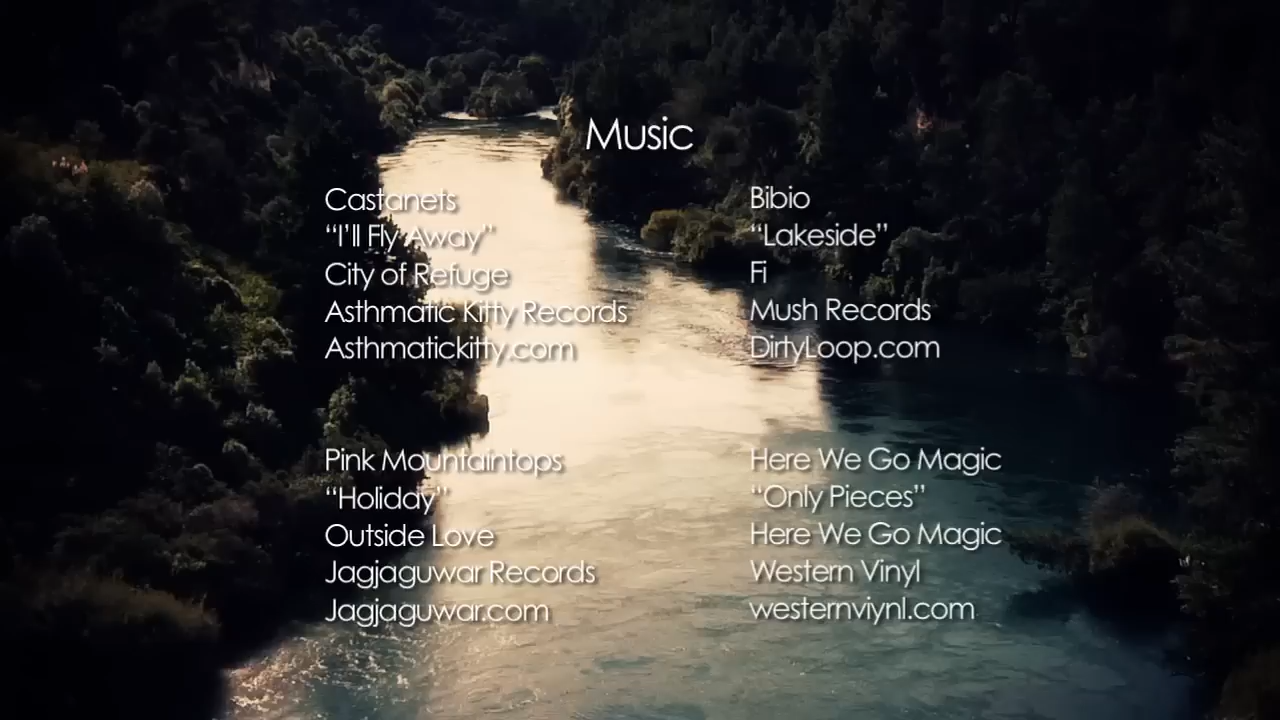 Music
Castanets
“I’ll Fly Away”
City of Refuge
Asthmatic Kitty Records
Asthmatickitty.com
Bibio
“Lakeside”
Fi
Mush Records
DirtyLoop.com
Pink Mountaintops
“Holiday”
Outside Love
Jagjaguwar Records
Jagjaguwar.com
Here We Go Magic
“Only Pieces”
Here We Go Magic
Western Vinyl
westernviynl.com